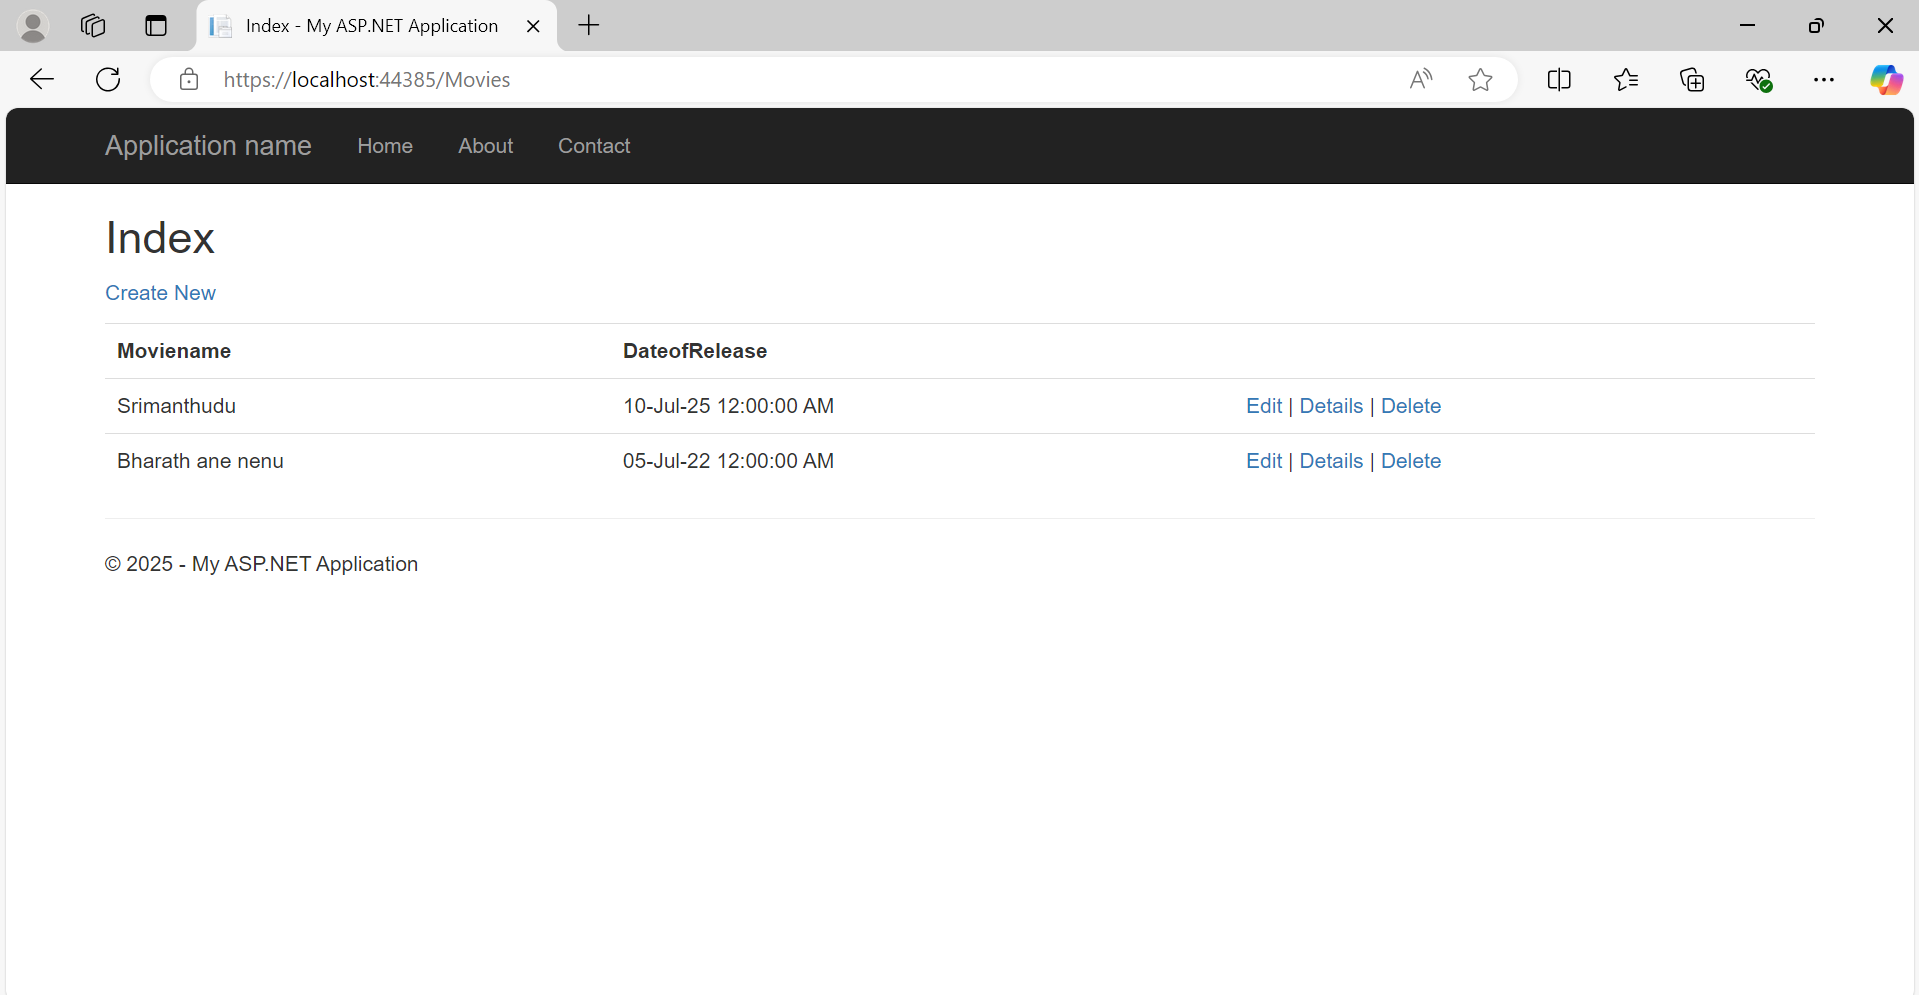 Index - My ASP.NET Application
https://localhost:44385/Movies
Application name Home About Contact
Index
Create New
Moviename DateofRelease
Srimanthudu 10-Jul-25 12:00:00 AM Edit | Details | Delete
Bharath ane nenu 05-Jul-22 12:00:00 AM Edit | Details | Delete
© 2025 - My ASP.NET Application